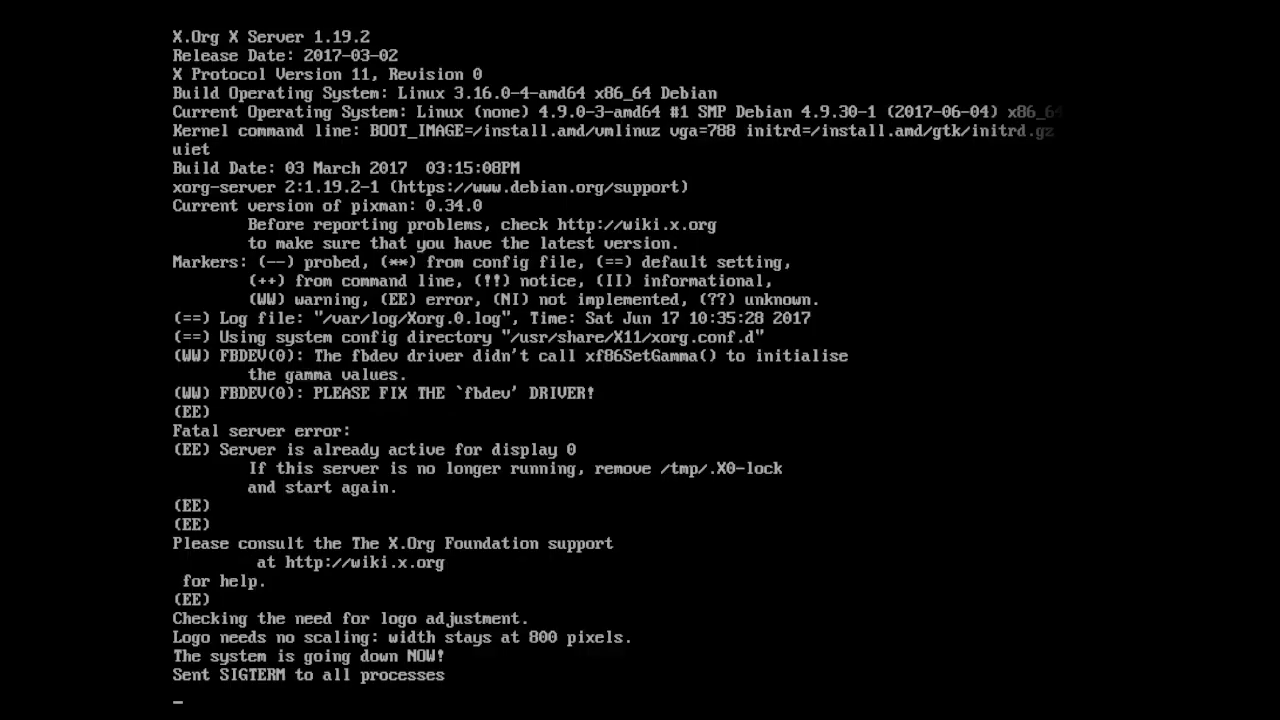 X.Org X Server 1.19.2
Release Date: 2017-03-02
X Protocol Version 11, Revision 0
Build Operating System: Linux 3.16.0-4-amd64 x86_64 Debian
Current Operating System: Linux (none) 4.9.0-3-amd64 #1 SMP Debian 4.9.30-1 (2017-06-04) x86_64
Kernel command line: BOOT_IMAGE=/install.amd/vmlinuz vga=788 initrd=/install.amd/gtk/initrd.gz
uiet
Build Date: 03 March 2017  03:15:08PM
xorg-server 2:1.19.2-1 (https://www.debian.org/support)
Current version of pixman: 0.34.0
Before reporting problems, check http://wiki.x.org
to make sure that you have the latest version.
Markers: (--) probed, (**) from config file, (==) default setting,
(++) from command line, (!!) notice, (II) informational,
(WW) warning, (EE) error, (NI) not implemented, (??) unknown.
(==) Log file: "/var/log/Xorg.0.log", Time: Sat Jun 17 10:35:28 2017
(==) Using system config directory "/usr/share/X11/xorg.conf.d"
(WW) FBDEV(0): The fbdev driver didn't call xf86SetGamma() to initialise
the gamma values.
(WW) FBDEV(0): PLEASE FIX THE `fbdev' DRIVER!
(EE)
Fatal server error:
(EE) Server is already active for display 0
If this server is no longer running, remove /tmp/.X0-lock
and start again.
(EE)
(EE)
Please consult the The X.Org Foundation support
at http://wiki.x.org
for help.
(EE)
Checking the need for logo adjustment.
Logo needs no scaling: width stays at 800 pixels.
The system is going down NOW!
Sent SIGTERM to all processes
_